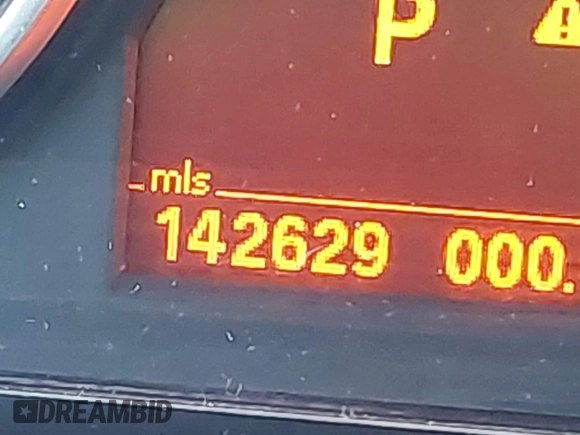 P
mls
142629 000.
DREAMBID